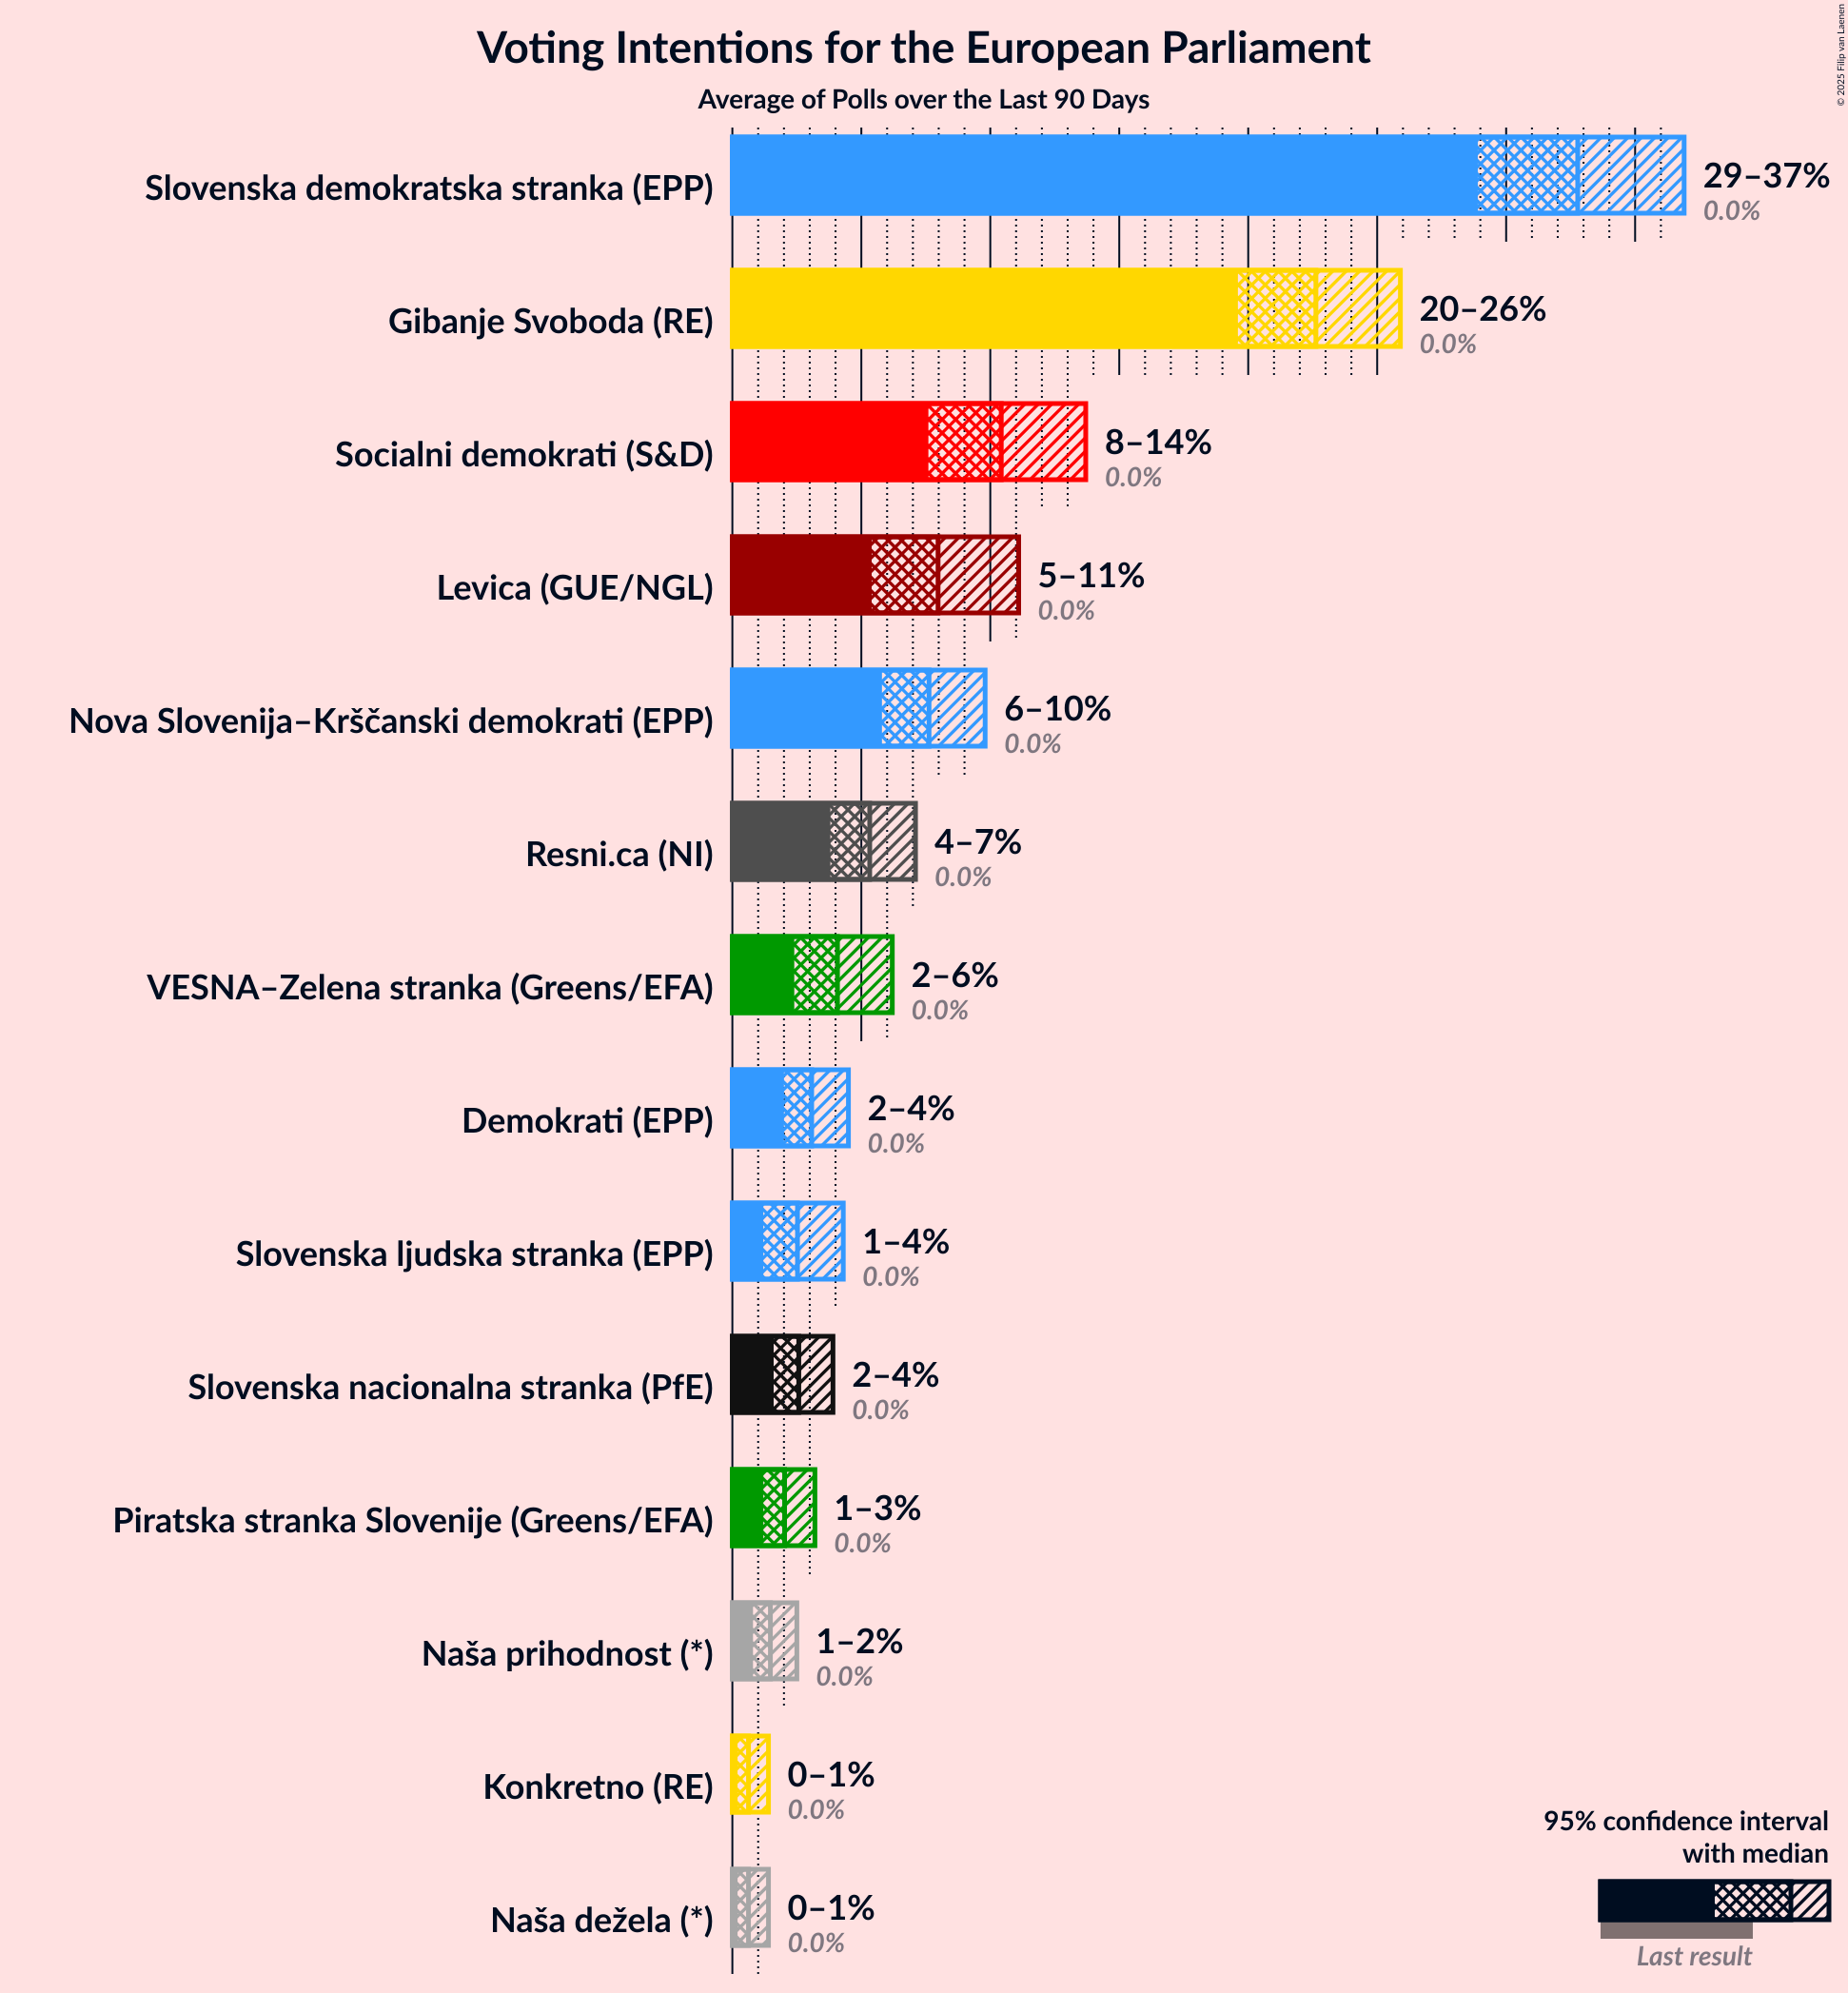 Voting Intentions for the European Parliament
Average of Polls over the Last 90 Days
© 2025 Filip van Laenen
Slovenska demokratska stranka (EPP)
29–37%
0.0%
Gibanje Svoboda (RE)
20–26%
0.0%
Socialni demokrati (S&D)
8–14%
0.0%
Levica (GUE/NGL)
5–11%
0.0%
Nova Slovenija–Krščanski demokrati (EPP)
6–10%
0.0%
Resni.ca (NI)
4–7%
0.0%
VESNA–Zelena stranka (Greens/EFA)
2–6%
0.0%
Demokrati (EPP)
2–4%
0.0%
Slovenska ljudska stranka (EPP)
1–4%
0.0%
Slovenska nacionalna stranka (PfE)
2–4%
0.0%
Piratska stranka Slovenije (Greens/EFA)
1–3%
0.0%
Naša prihodnost (*)
1–2%
0.0%
Konkretno (RE)
0–1%
0.0%
Naša dežela (*)
0–1%
0.0%
95% confidence interval
with median
Last result